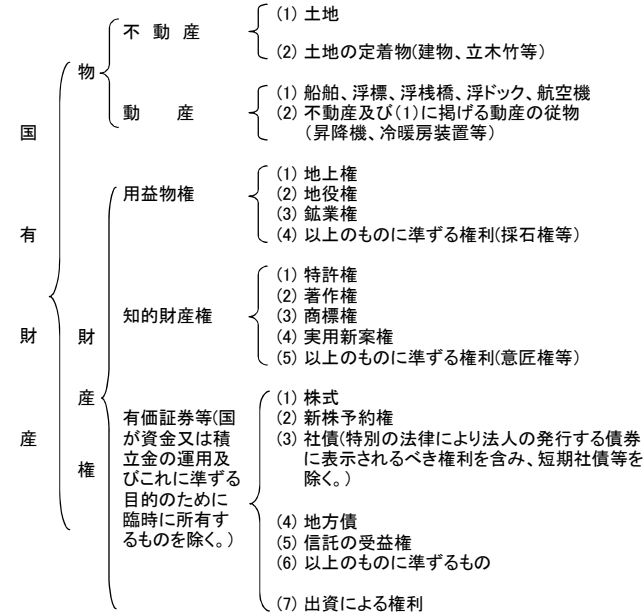 国有財産
物
不動産
(1) 土地
(2) 土地の定着物(建物、立木竹等)
動産
(1) 船舶、浮標、浮桟橋、浮ドック、航空機
(2) 不動産及び(1)に掲げる動産の従物
(昇降機、冷暖房装置等)
財産権
用益物権
(1) 地上権
(2) 地役権
(3) 鉱業権
(4) 以上のものに準ずる権利(採石権等)
知的財産権
(1) 特許権
(2) 著作権
(3) 商標権
(4) 実用新案権
(5) 以上のものに準ずる権利(意匠権等)
有価証券等(国
が資金又は積
立金の運用及
びこれに準ずる
目的のために
臨時に所有す
るものを除く。)
(1) 株式
(2) 新株予約権
(3) 社債(特別の法律により法人の発行する債券
に表示されるべき権利を含み、短期社債等を
除く。)
(4) 地方債
(5) 信託の受益権
(6) 以上のものに準ずるもの
(7) 出資による権利